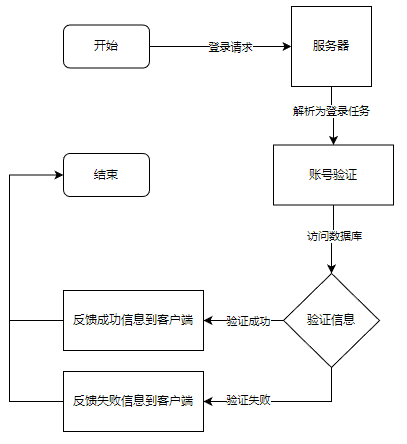 开始
登录请求
服务器
解析为登录任务
账号验证
结束
访问数据库
验证信息
验证成功
反馈成功信息到客户端
验证失败
反馈失败信息到客户端